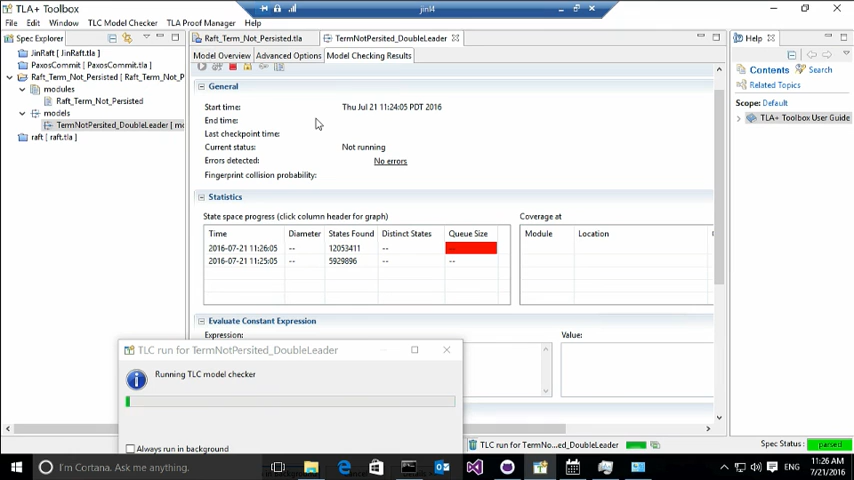 TLA+ Toolbox
jinl4
File Edit Window TLC Model Checker TLA Proof Manager Help
Spec Explorer
JinRaft [ JinRaft.tla ]
PaxosCommit [ PaxosCommit.tla ]
Raft_Term_Not_Persisted [ Raft_Term_Not_P
modules
Raft_Term_Not_Persisted
models
TermNotPersited_DoubleLeader [ mo
raft [ raft.tla ]
Raft_Term_Not_Persisted.tla
TermNotPersited_DoubleLeader
Model Overview Advanced Options Model Checking Results
General
Start time: Thu Jul 21 11:24:05 PDT 2016
End time:
Last checkpoint time:
Current status: Not running
Errors detected: No errors
Fingerprint collision probability:
Statistics
State space progress (click column header for graph)
Coverage at
Time Diameter States Found Distinct States Queue Size
Module Location
2016-07-21 11:26:05 -- 12053411 -- --
2016-07-21 11:25:05 -- 5929896 -- --
Evaluate Constant Expression
Expression: Value:
TLC run for TermNotPersited_DoubleLeader
Running TLC model checker
Always run in background
Help
Contents Search
Related Topics
Scope: Default
TLA+ Toolbox User Guide
TLC run for TermNo...ed_DoubleLeader
Spec Status : parsed
I'm Cortana. Ask me anything.
ENG
11:26 AM
7/21/2016